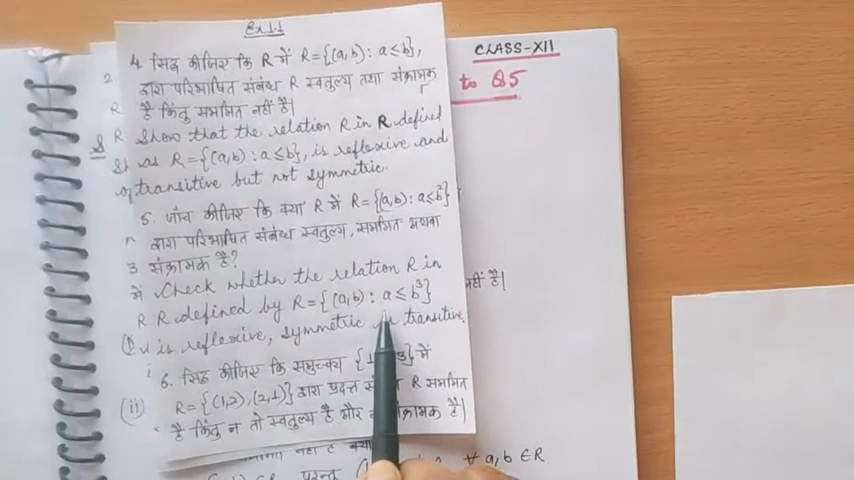 Ex 1.1
CLASS-XII
to Q5
4. सिद्ध कीजिए कि R में R={(a,b): a≤b},
द्वारा परिभाषित संबंध R स्वतुल्य तथा संक्रामक
है किंतु सममित नहीं है|
Show that the relation R in R defined
as R={(a,b): a≤b}, is reflexive and
transitive but not symmetric.
5. जाँच कीजिए कि क्या R में R={(a,b): a≤b³}
द्वारा परिभाषित संबंध स्वतुल्य, सममित अथवा
संक्रामक है?
Check whether the relation R in
R defined by R={(a,b): a≤b³}
is reflexive, symmetric transitive.
6. सिद्ध कीजिए कि समुच्चय {1, 3} में
R={(1,2),(2,1)} द्वारा प्रदत्त R सममित
है किंतु न तो स्वतुल्य है और न संक्रामक है|
नहीं है|
(ii)
∀ a,b ∈R
परन्तु